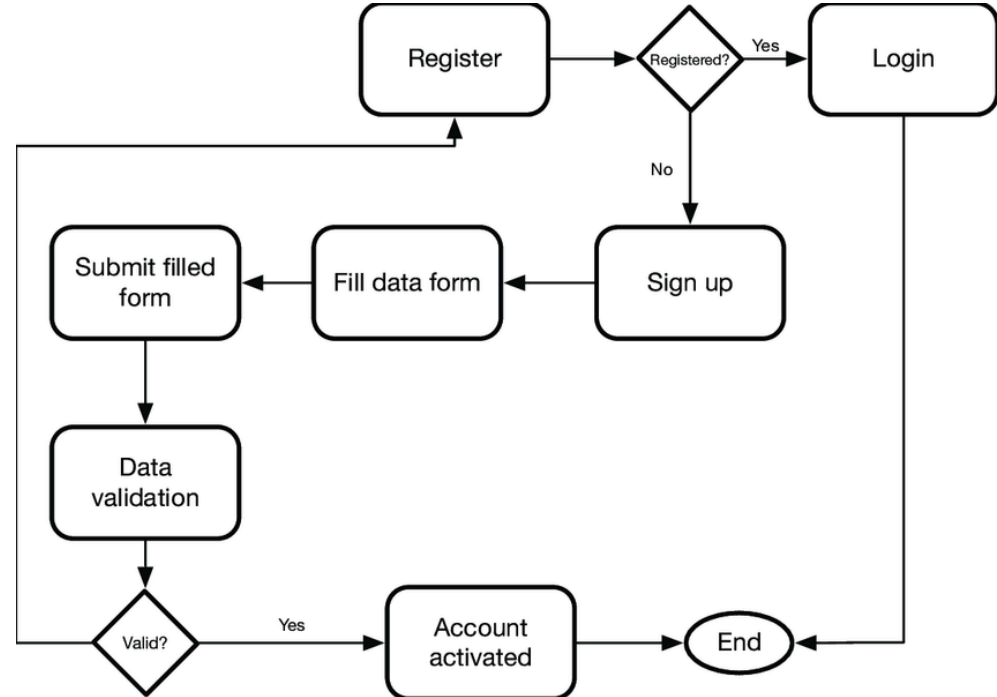 Register
Registered?
Yes
Login
No
Submit filled
form
Fill data form
Sign up
Data
validation
Valid?
Yes
Account
activated
End